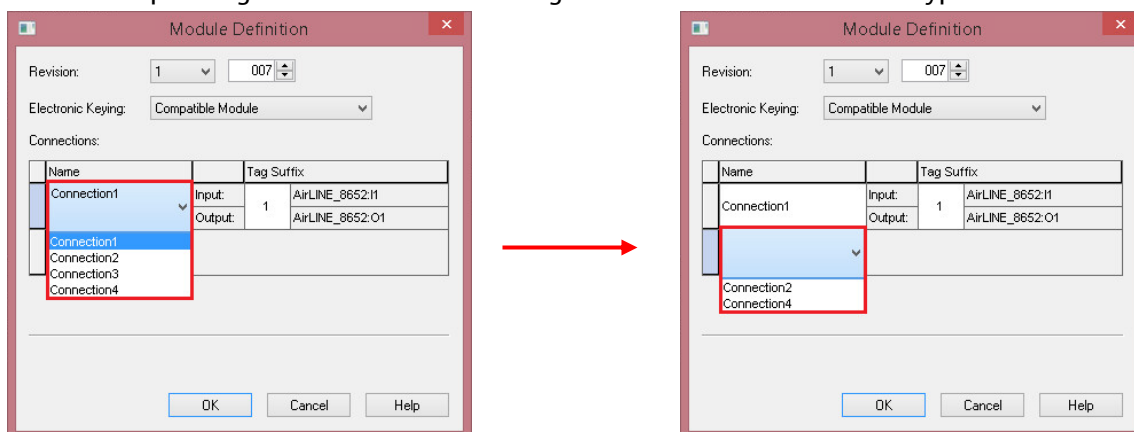 Module Definition
Revision: 1 007
Electronic Keying: Compatible Module
Connections:
Name Tag Suffix
Connection1 Input: 1 AirLINE_8652:I1
Output: AirLINE_8652:O1
Connection1
Connection2
Connection3
Connection4
OK Cancel Help
Module Definition
Revision: 1 007
Electronic Keying: Compatible Module
Connections:
Name Tag Suffix
Connection1 Input: 1 AirLINE_8652:I1
Output: AirLINE_8652:O1
Connection2
Connection4
OK Cancel Help